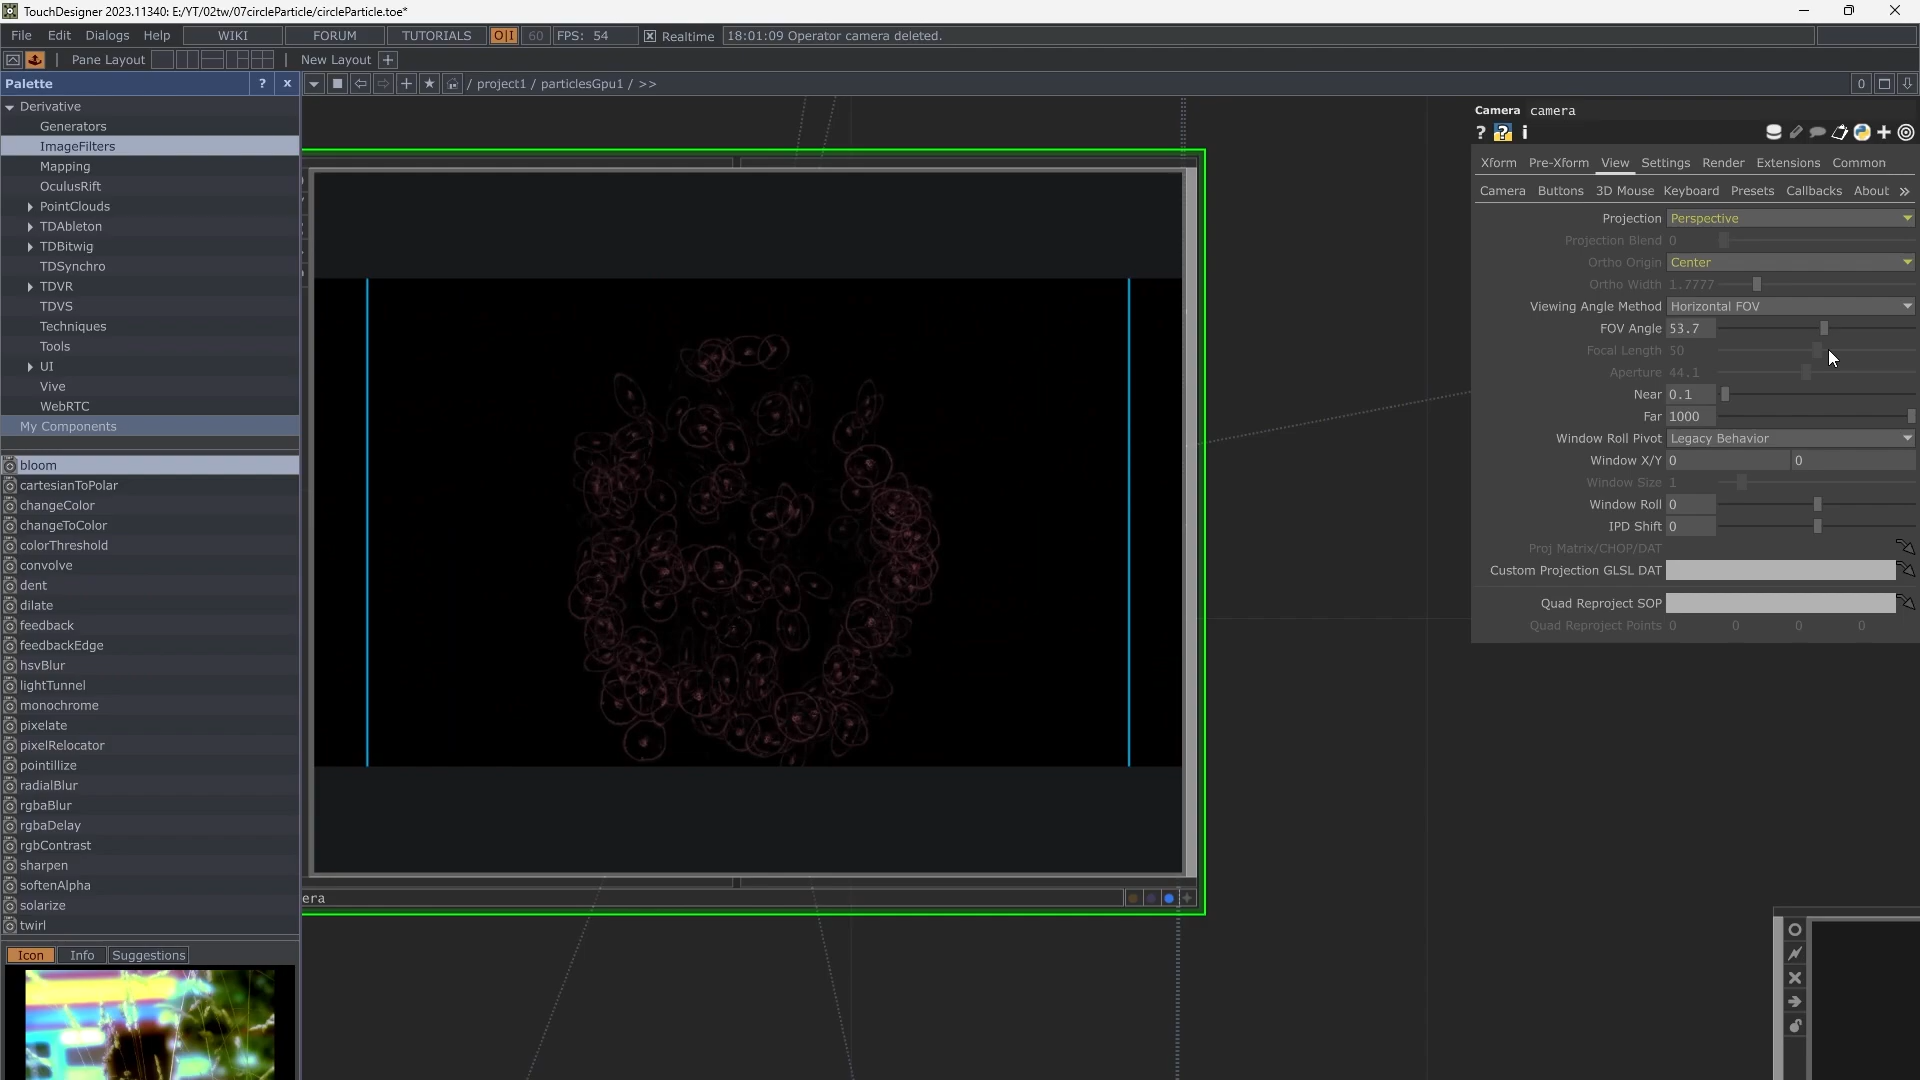 TouchDesigner 2023.11340: E:/YT/02tw/07circleParticle/circleParticle.toe*
File Edit Dialogs Help WIKI FORUM TUTORIALS O|I 60 FPS: 54 Realtime 18:01:09 Operator camera deleted.
Pane Layout New Layout +
Palette ? x / project1 / particlesGpu1 / >> 0
Derivative
Generators
ImageFilters
Mapping
OculusRift
PointClouds
TDAbleton
TDBitwig
TDSynchro
TDVR
TDVS
Techniques
Tools
UI
Vive
WebRTC
My Components
bloom
cartesianToPolar
changeColor
changeToColor
colorThreshold
convolve
dent
dilate
feedback
feedbackEdge
hsvBlur
lightTunnel
monochrome
pixelate
pixelRelocator
pointillize
radialBlur
rgbaBlur
rgbaDelay
rgbContrast
sharpen
softenAlpha
solarize
twirl
Icon Info Suggestions
era
Camera camera
? ? i
Xform Pre-Xform View Settings Render Extensions Common
Camera Buttons 3D Mouse Keyboard Presets Callbacks About »
Projection Perspective
Projection Blend 0
Ortho Origin Center
Ortho Width 1.7777
Viewing Angle Method Horizontal FOV
FOV Angle 53.7
Focal Length 50
Aperture 44.1
Near 0.1
Far 1000
Window Roll Pivot Legacy Behavior
Window X/Y 0 0
Window Size 1
Window Roll 0
IPD Shift 0
Proj Matrix/CHOP/DAT
Custom Projection GLSL DAT
Quad Reproject SOP
Quad Reproject Points 0 0 0 0